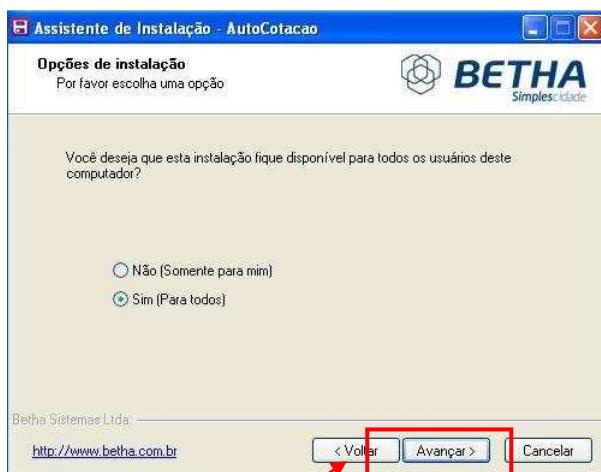 Assistente de Instalação - AutoCotacao
Opções de instalação
Por favor escolha uma opção
BETHA
Simplescidade
Você deseja que esta instalação fique disponível para todos os usuários deste
computador?
Não (Somente para mim)
Sim (Para todos)
Betha Sistemas Ltda.
http://www.betha.com.br
< Voltar
Avançar >
Cancelar